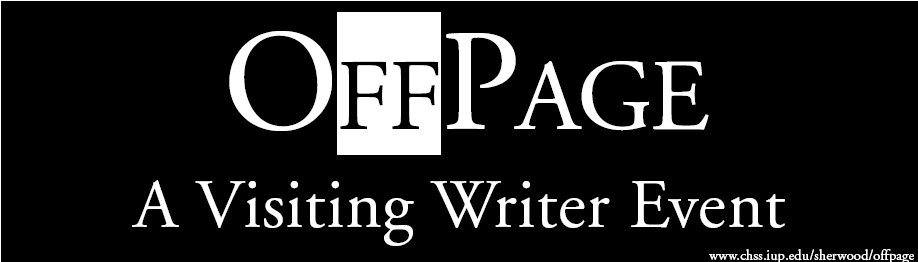 OFFPAGE
A Visiting Writer Event
www.chss.iup.edu/sherwood/offpage